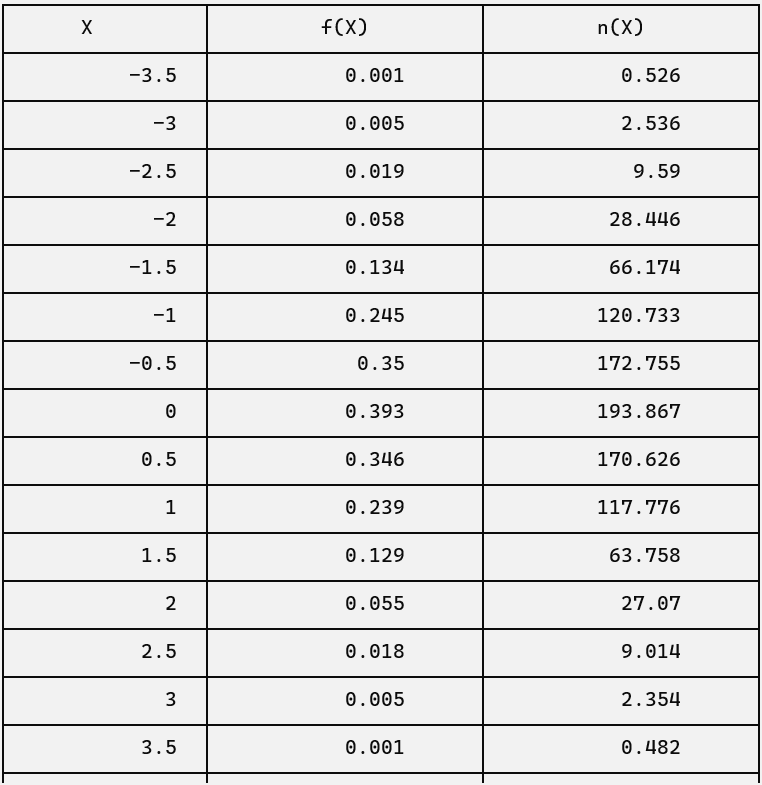 X f(X) n(X)
−3.5 0.001 0.526
−3 0.005 2.536
−2.5 0.019 9.59
−2 0.058 28.446
−1.5 0.134 66.174
−1 0.245 120.733
−0.5 0.35 172.755
0 0.393 193.867
0.5 0.346 170.626
1 0.239 117.776
1.5 0.129 63.758
2 0.055 27.07
2.5 0.018 9.014
3 0.005 2.354
3.5 0.001 0.482